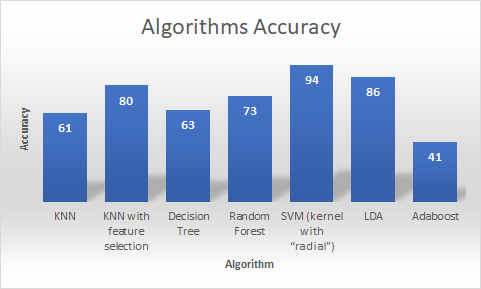 Algorithms Accuracy
Accuracy
61
80
63
73
94
86
41
KNN
KNN with
feature
selection
Decision
Tree
Random
Forest
SVM (kernel
with
“radial”)
LDA
Adaboost
Algorithm